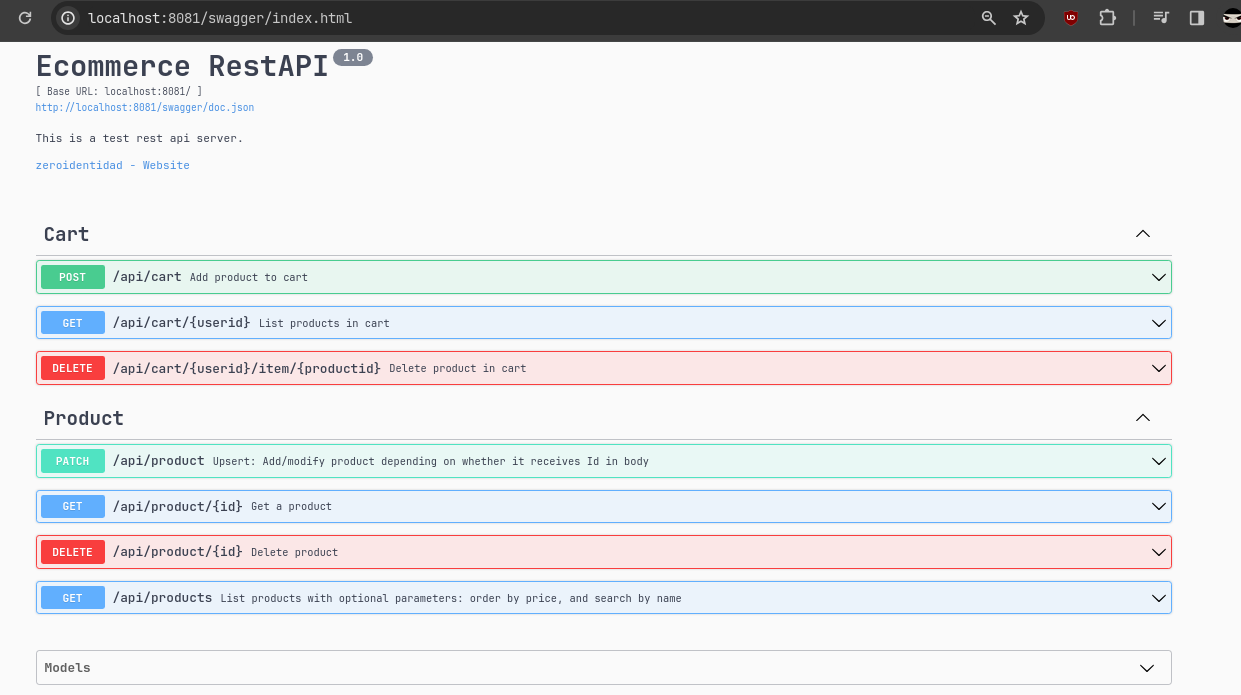 localhost:8081/swagger/index.html
UD
Ecommerce RestAPI 1.0
[ Base URL: localhost:8081/ ]
http://localhost:8081/swagger/doc.json
This is a test rest api server.
zeroidentidad - Website
Cart
POST /api/cart Add product to cart
GET /api/cart/{userid} List products in cart
DELETE /api/cart/{userid}/item/{productid} Delete product in cart
Product
PATCH /api/product Upsert: Add/modify product depending on whether it receives Id in body
GET /api/product/{id} Get a product
DELETE /api/product/{id} Delete product
GET /api/products List products with optional parameters: order by price, and search by name
Models